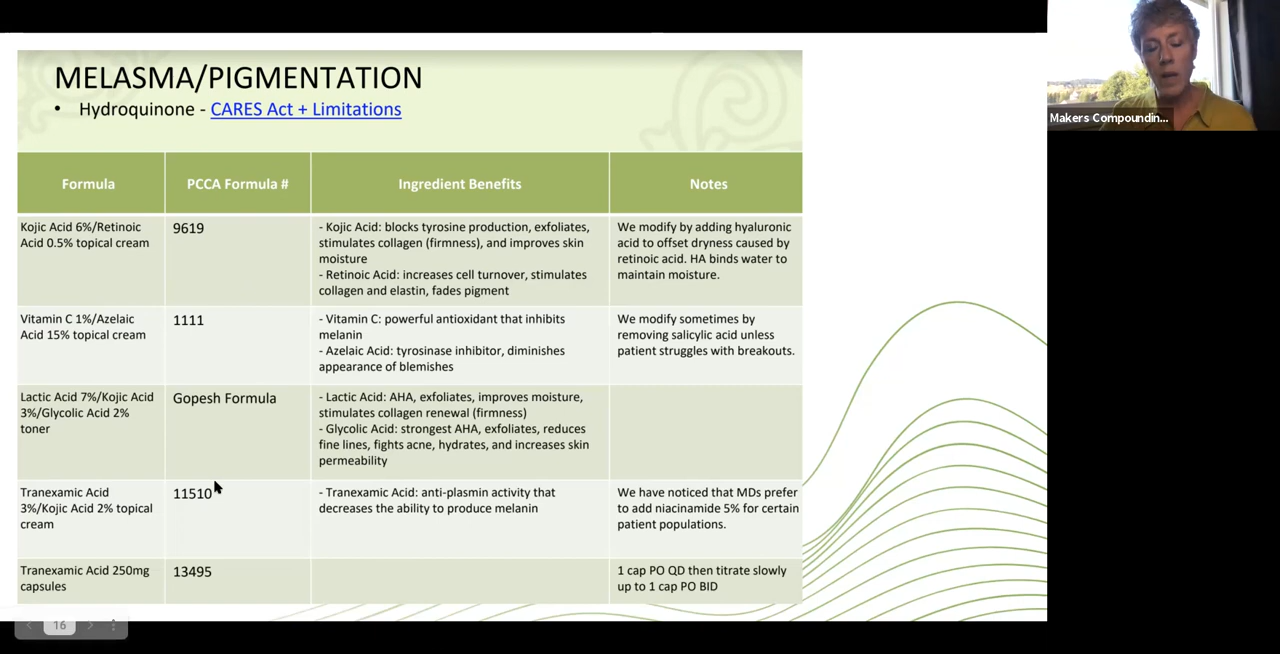 MELASMA/PIGMENTATION
• Hydroquinone - CARES Act + Limitations
Formula
PCCA Formula #
Ingredient Benefits
Notes
Kojic Acid 6%/Retinoic
Acid 0.5% topical cream
9619
- Kojic Acid: blocks tyrosine production, exfoliates,
stimulates collagen (firmness), and improves skin
moisture
- Retinoic Acid: increases cell turnover, stimulates
collagen and elastin, fades pigment
We modify by adding hyaluronic
acid to offset dryness caused by
retinoic acid. HA binds water to
maintain moisture.
Vitamin C 1%/Azelaic
Acid 15% topical cream
1111
- Vitamin C: powerful antioxidant that inhibits
melanin
- Azelaic Acid: tyrosinase inhibitor, diminishes
appearance of blemishes
We modify sometimes by
removing salicylic acid unless
patient struggles with breakouts.
Lactic Acid 7%/Kojic Acid
3%/Glycolic Acid 2%
toner
Gopesh Formula
- Lactic Acid: AHA, exfoliates, improves moisture,
stimulates collagen renewal (firmness)
- Glycolic Acid: strongest AHA, exfoliates, reduces
fine lines, fights acne, hydrates, and increases skin
permeability
Tranexamic Acid
3%/Kojic Acid 2% topical
cream
11510
- Tranexamic Acid: anti-plasmin activity that
decreases the ability to produce melanin
We have noticed that MDs prefer
to add niacinamide 5% for certain
patient populations.
Tranexamic Acid 250mg
capsules
13495
1 cap PO QD then titrate slowly
up to 1 cap PO BID
16
Makers Compoundin...